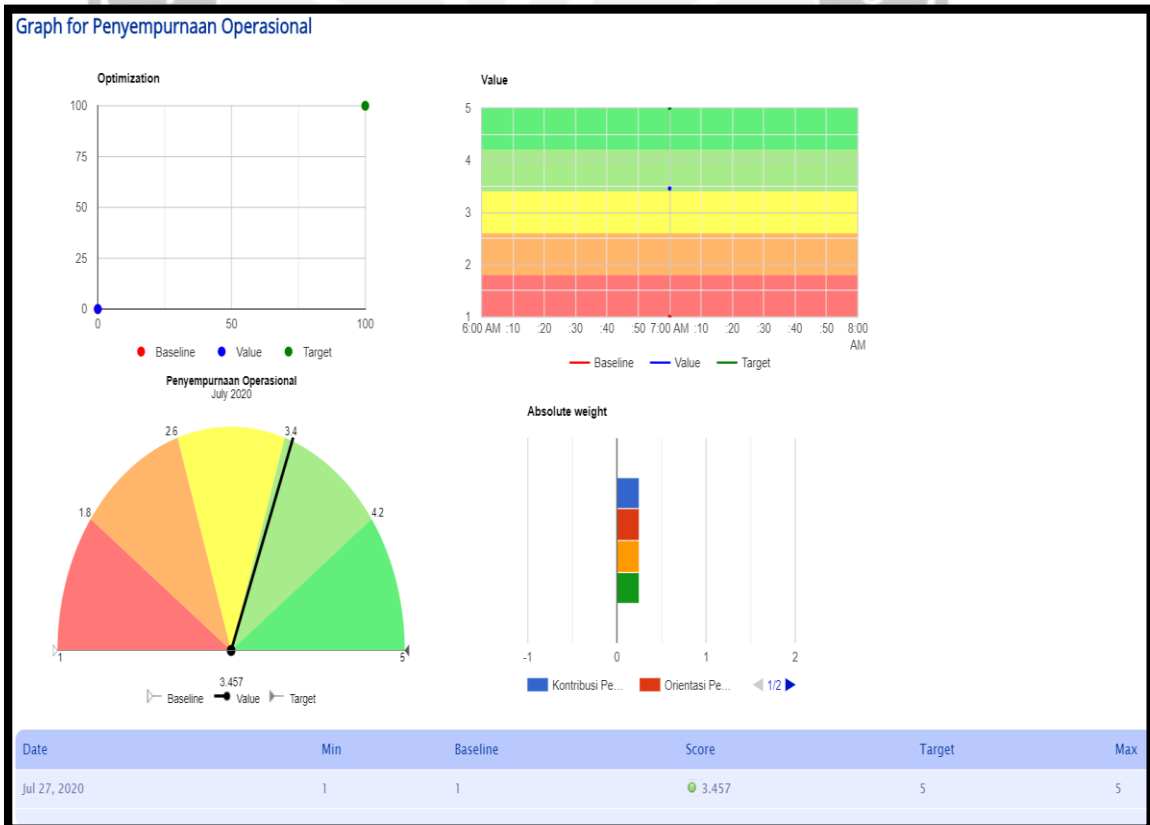 Graph for Penyempurnaan Operasional
Optimization
100
75
50
25
0
0 50 100
Baseline Value Target
Value
5
4
3
2
1
6:00 AM :10 :20 :30 :40 :50 7:00 AM :10 :20 :30 :40 :50 8:00
AM
Baseline Value Target
Penyempurnaan Operasional
July 2020
2.6 3.4
1.8 4.2
1 5
3.457
Baseline Value Target
Absolute weight
-1 0 1 2
Kontribusi Pe... Orientasi Pe... 1/2
Date Min Baseline Score Target Max
Jul 27, 2020 1 1 3.457 5 5